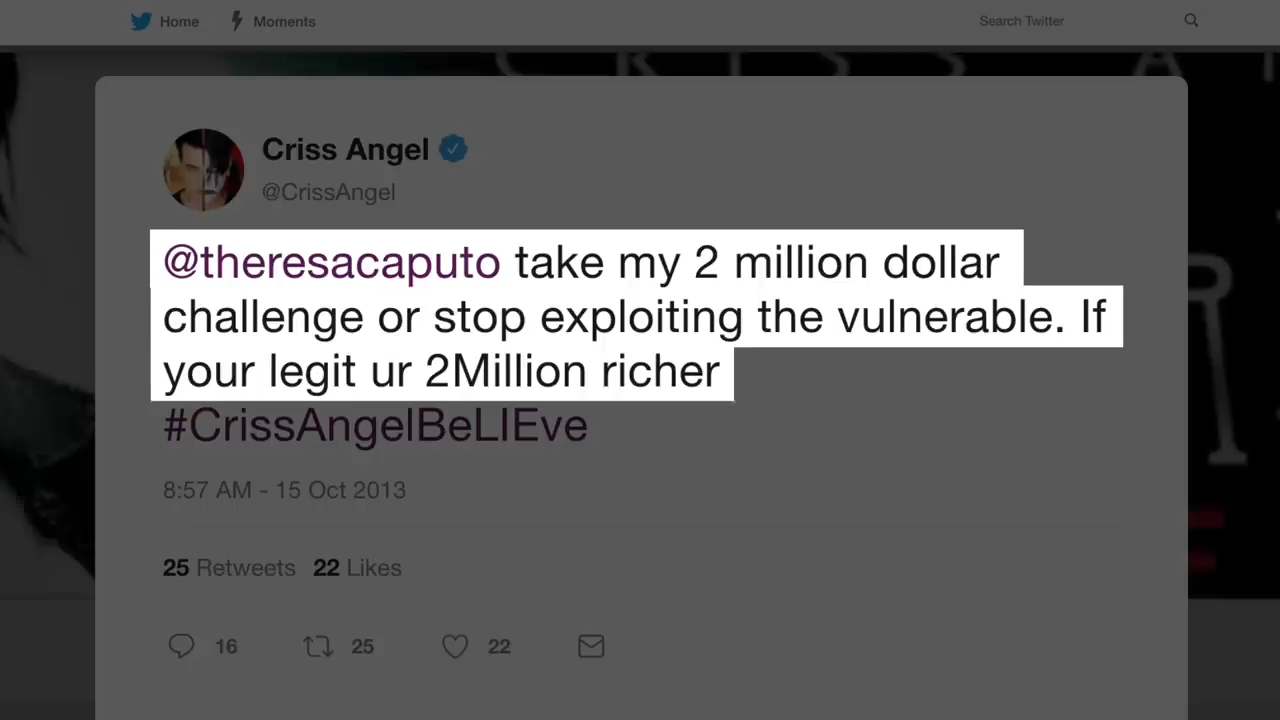 Home Moments Search Twitter
CRISS A
Criss Angel
@CrissAngel
@theresacaputo take my 2 million dollar
challenge or stop exploiting the vulnerable. If
your legit ur 2Million richer
#CrissAngelBeLIEve
8:57 AM - 15 Oct 2013
25 Retweets 22 Likes
16 25 22